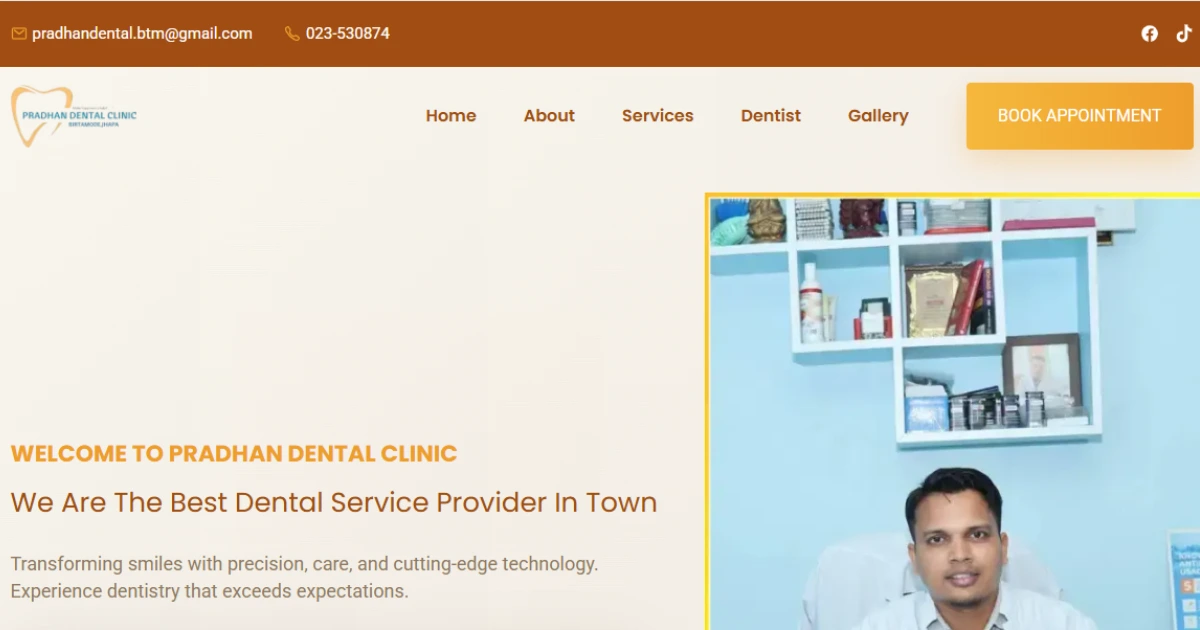 pradhandental.btm@gmail.com
023-530874
PRADHAN DENTAL CLINIC
BIRTAMODE, JHAPA
Home
About
Services
Dentist
Gallery
BOOK APPOINTMENT
WELCOME TO PRADHAN DENTAL CLINIC
We Are The Best Dental Service Provider In Town
Transforming smiles with precision, care, and cutting-edge technology.
Experience dentistry that exceeds expectations.